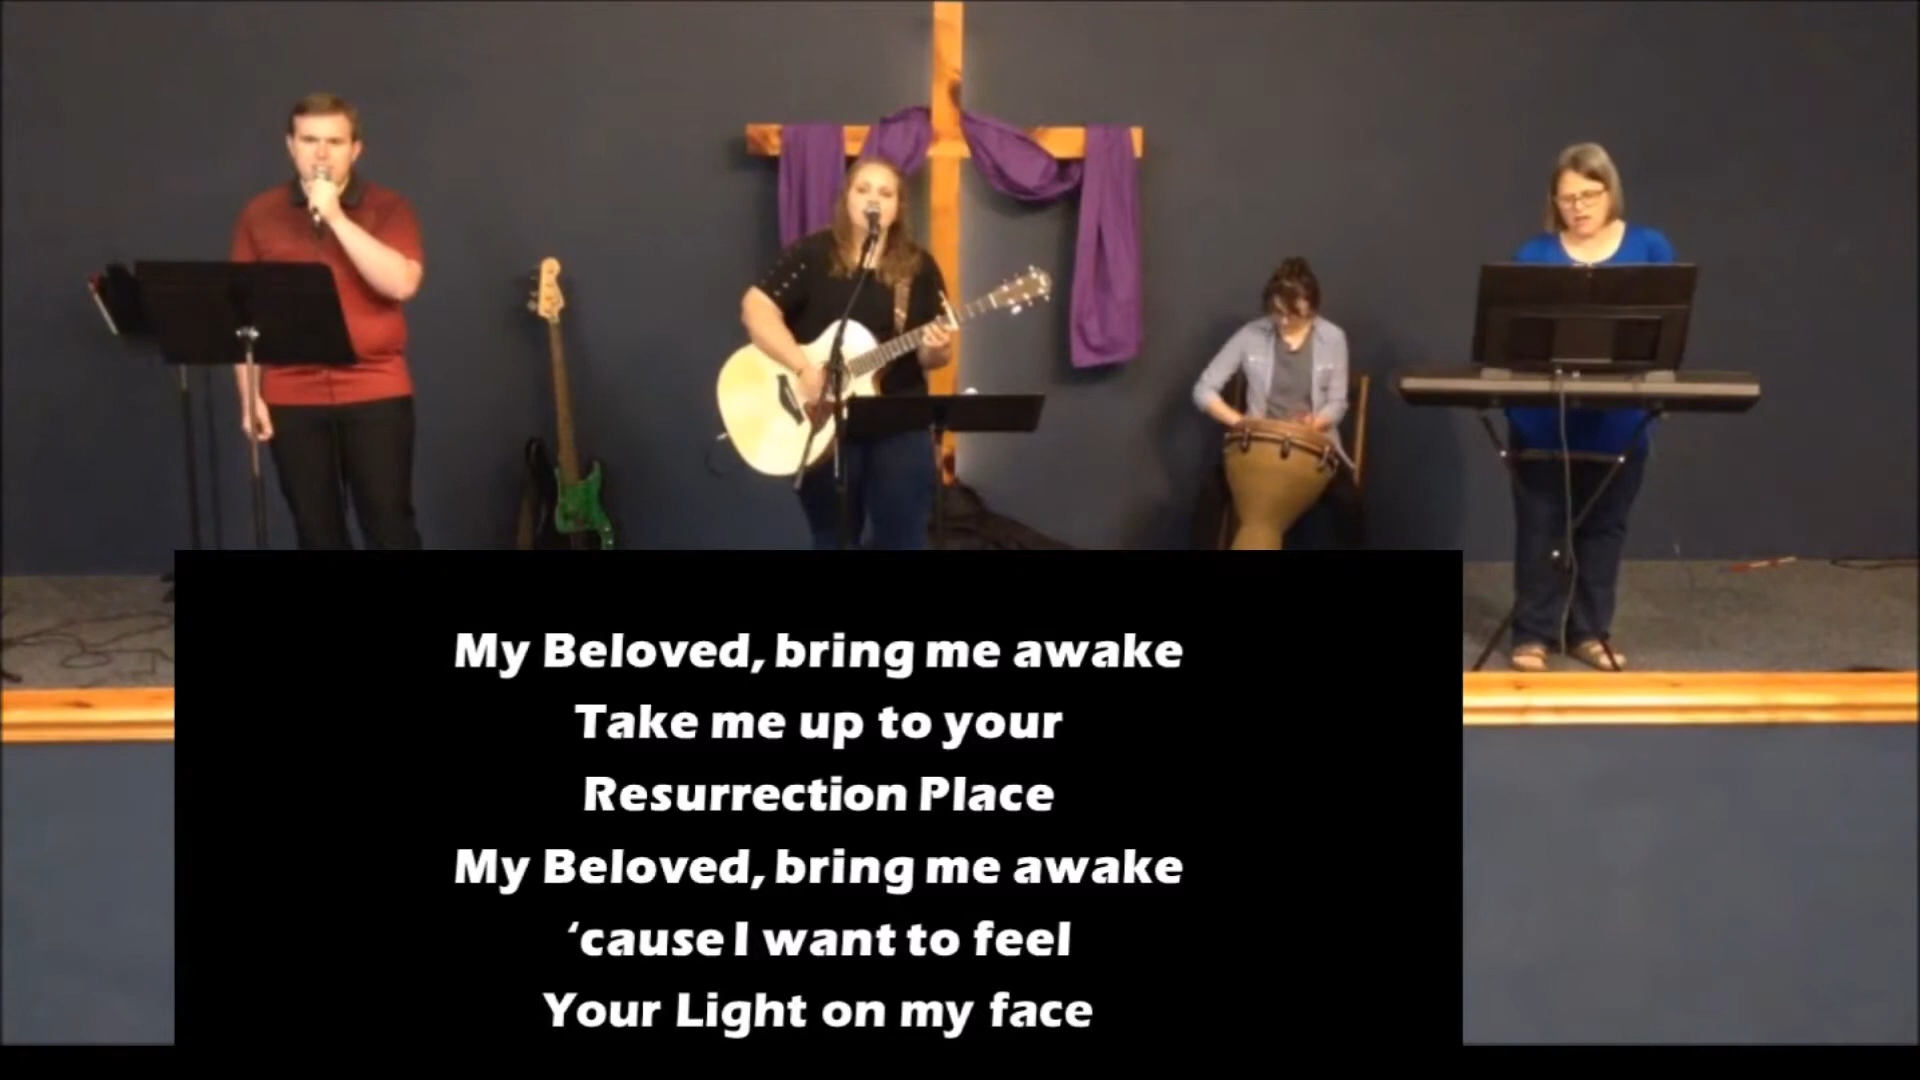 My Beloved, bring me awake
Take me up to your
Resurrection Place
My Beloved, bring me awake
‘cause I want to feel
Your Light on my face